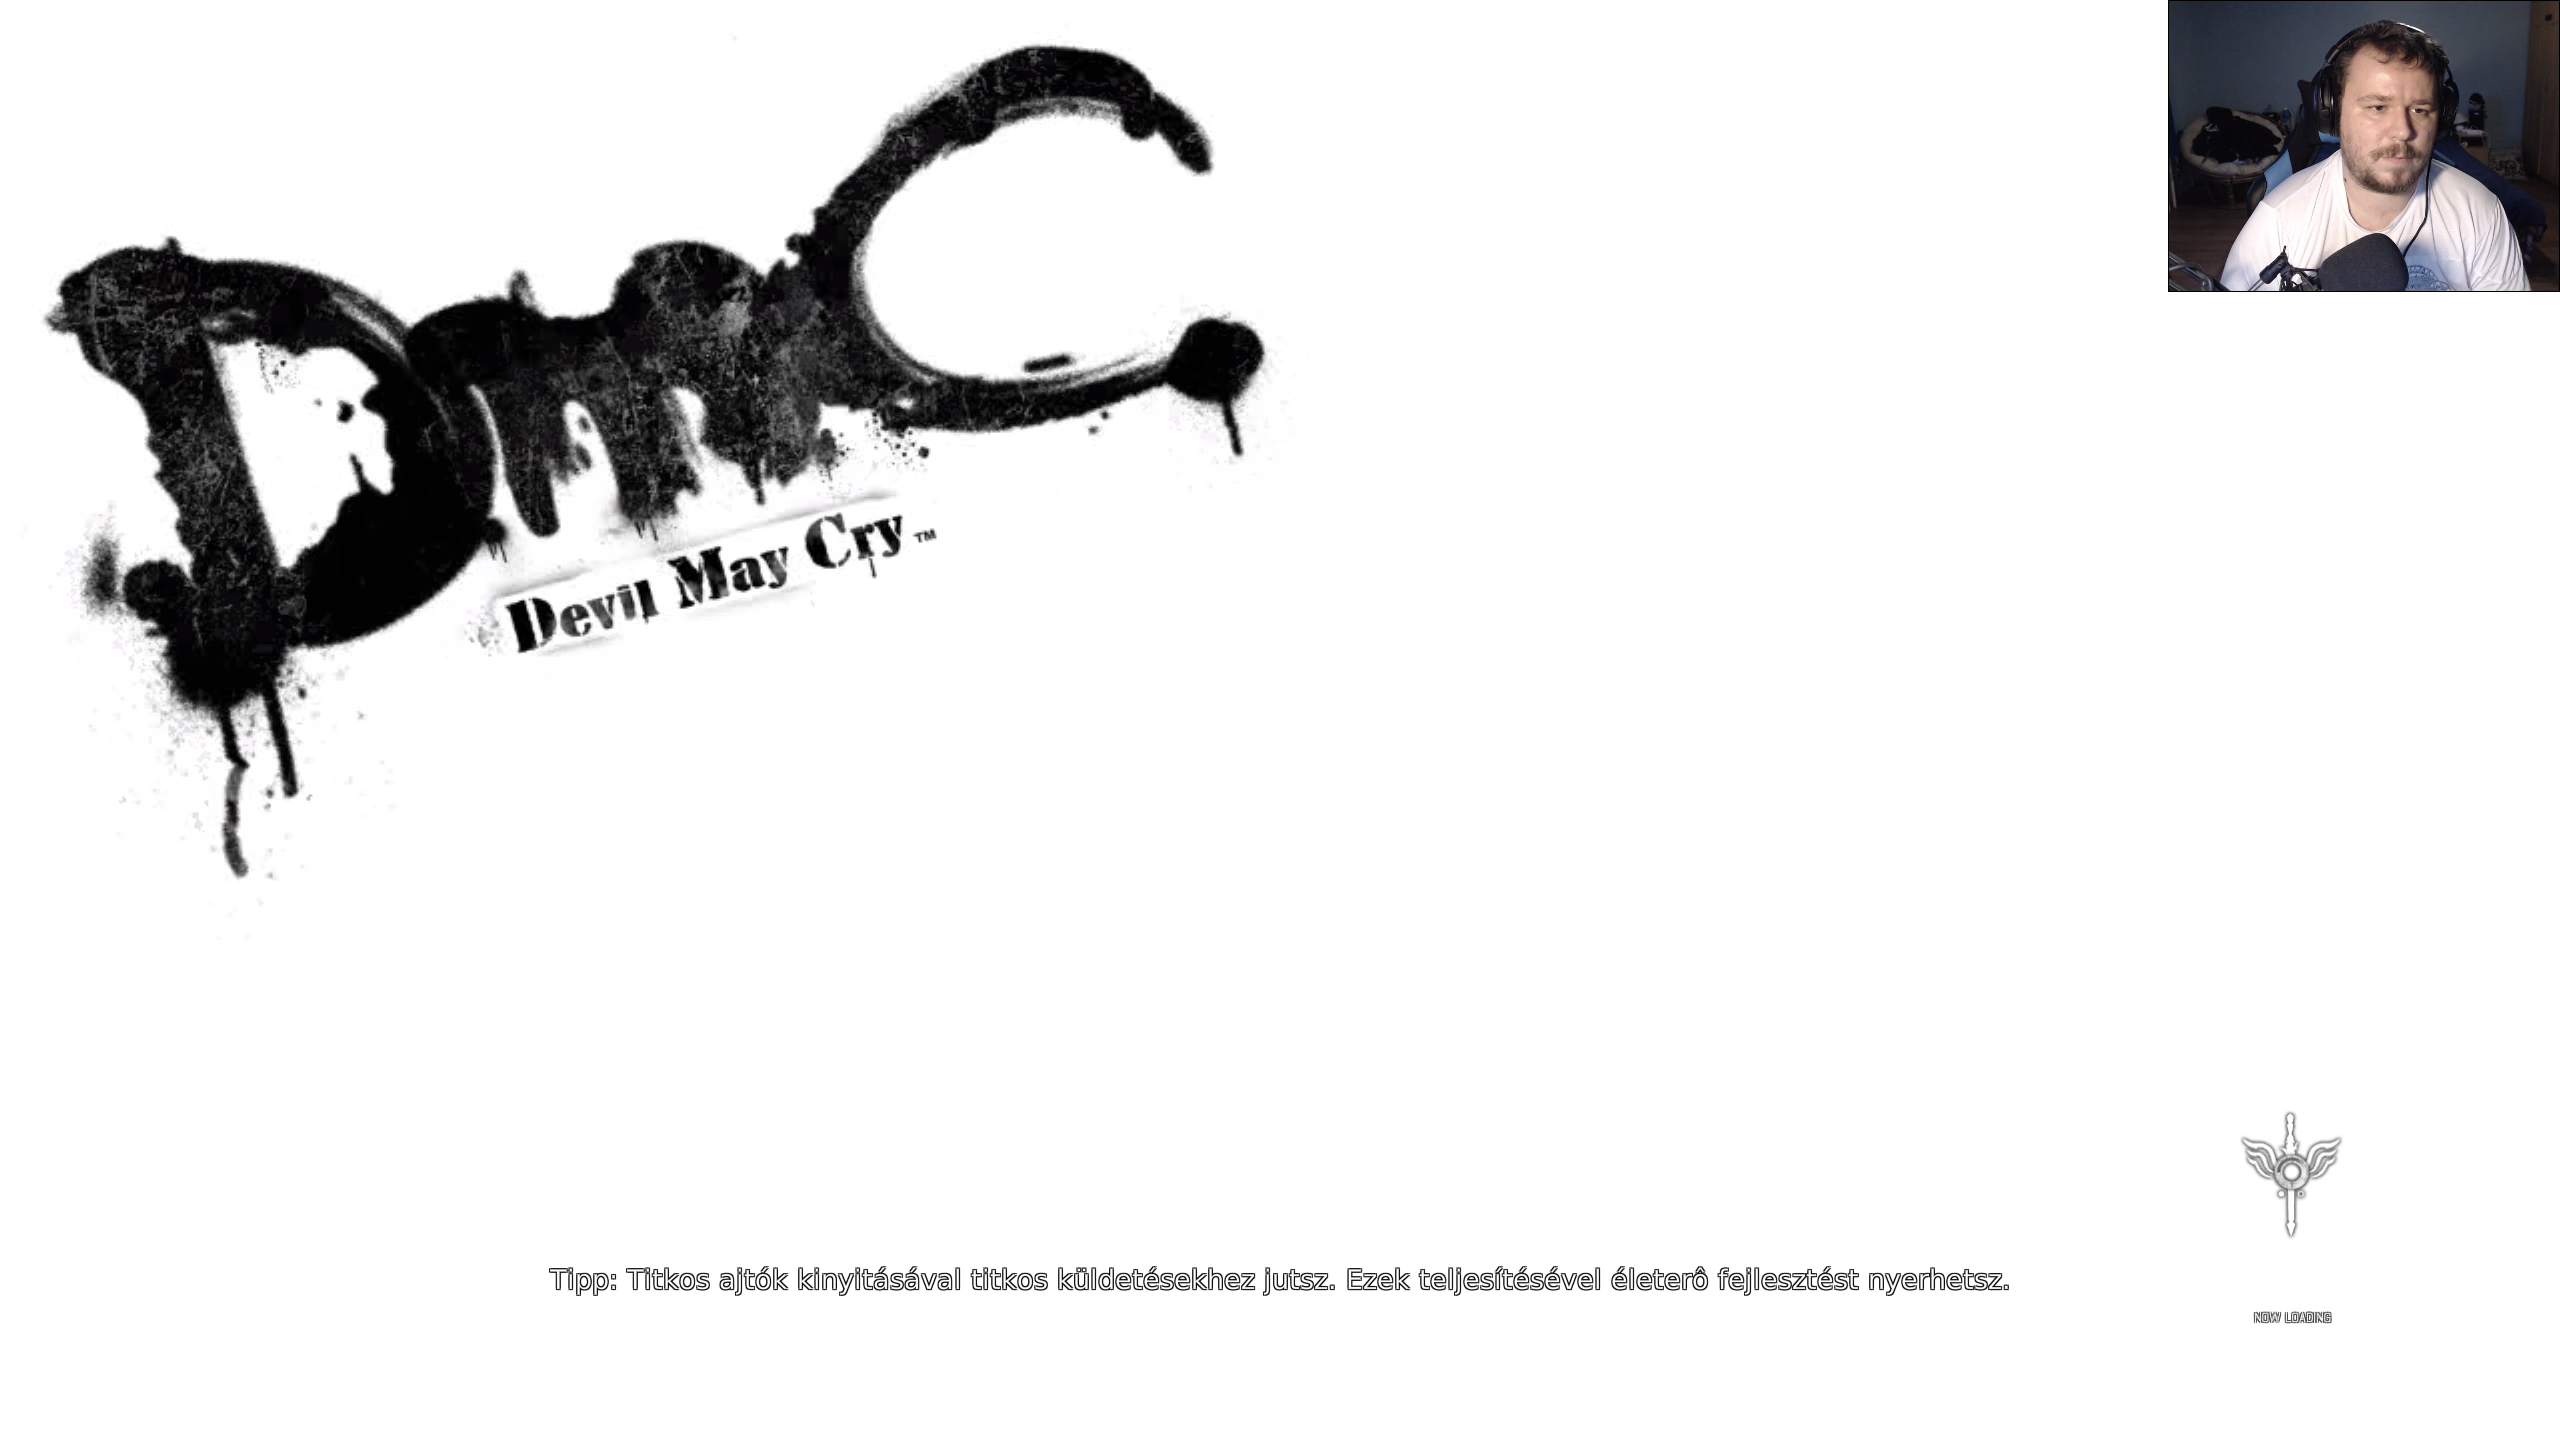 DmC
Devil May Cry™
Tipp: Titkos ajtók kinyitásával titkos küldetésekhez jutsz. Ezek teljesítésével életerô fejlesztést nyerhetsz.
NOW LOADING